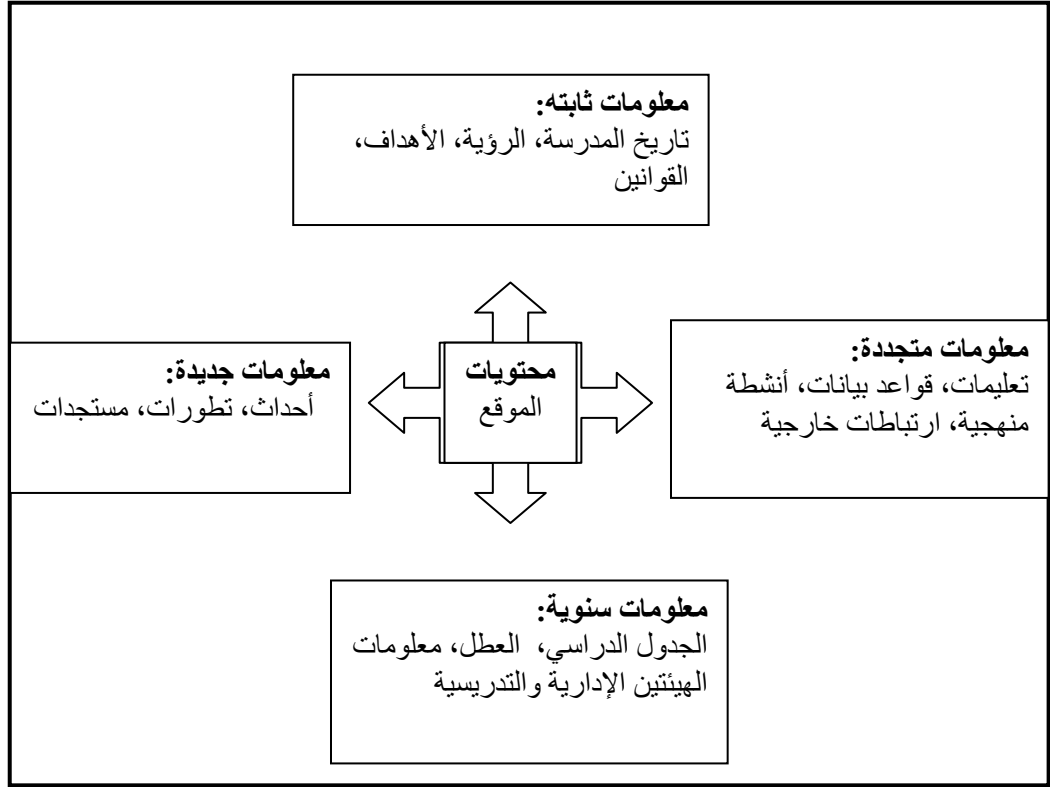 معلومات ثابته:
تاريخ المدرسة، الرؤية، الأهداف،
القوانين
معلومات متجددة:
تعليمات، قواعد بيانات، أنشطة
منهجية، ارتباطات خارجية
محتويات
الموقع
معلومات جديدة:
أحداث، تطورات، مستجدات
معلومات سنوية:
الجدول الدراسي، العطل، معلومات
الهيئتين الإدارية والتدريسية